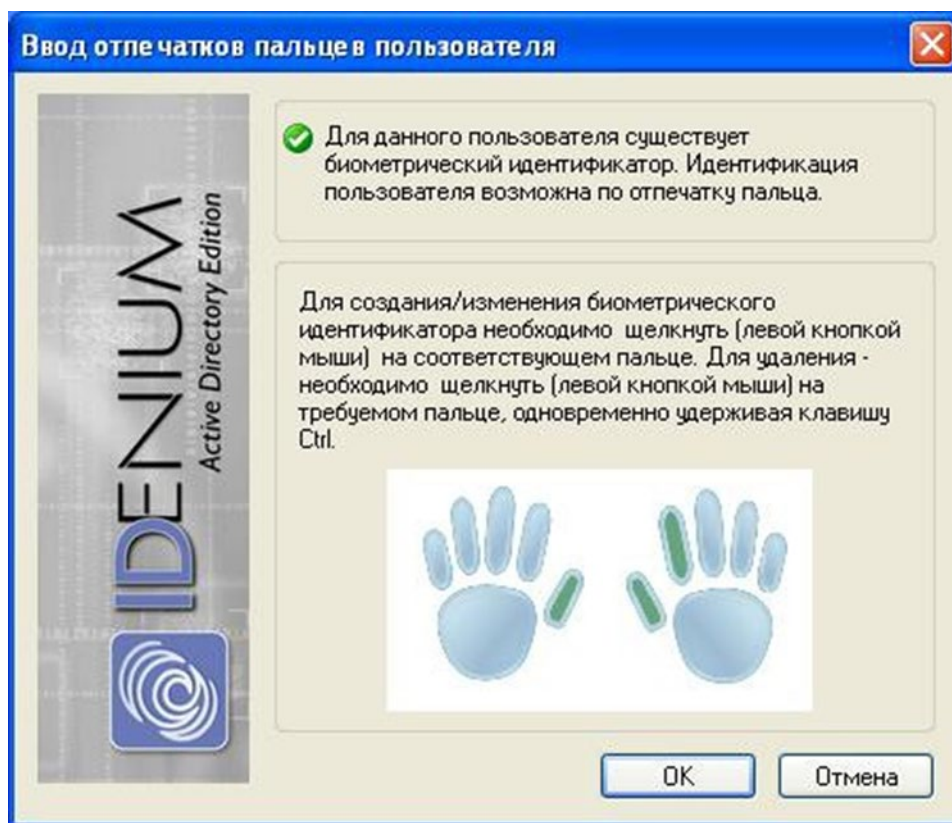 Ввод отпечатков пальцев пользователя
Для данного пользователя существует
биометрический идентификатор. Идентификация
пользователя возможна по отпечатку пальца.
IDENIUM
Active Directory Edition
Для создания/изменения биометрического
идентификатора необходимо щелкнуть (левой кнопкой
мыши) на соответствующем пальце. Для удаления -
необходимо щелкнуть (левой кнопкой мыши) на
требуемом пальце, одновременно удерживая клавишу
Ctrl.
OK
Отмена